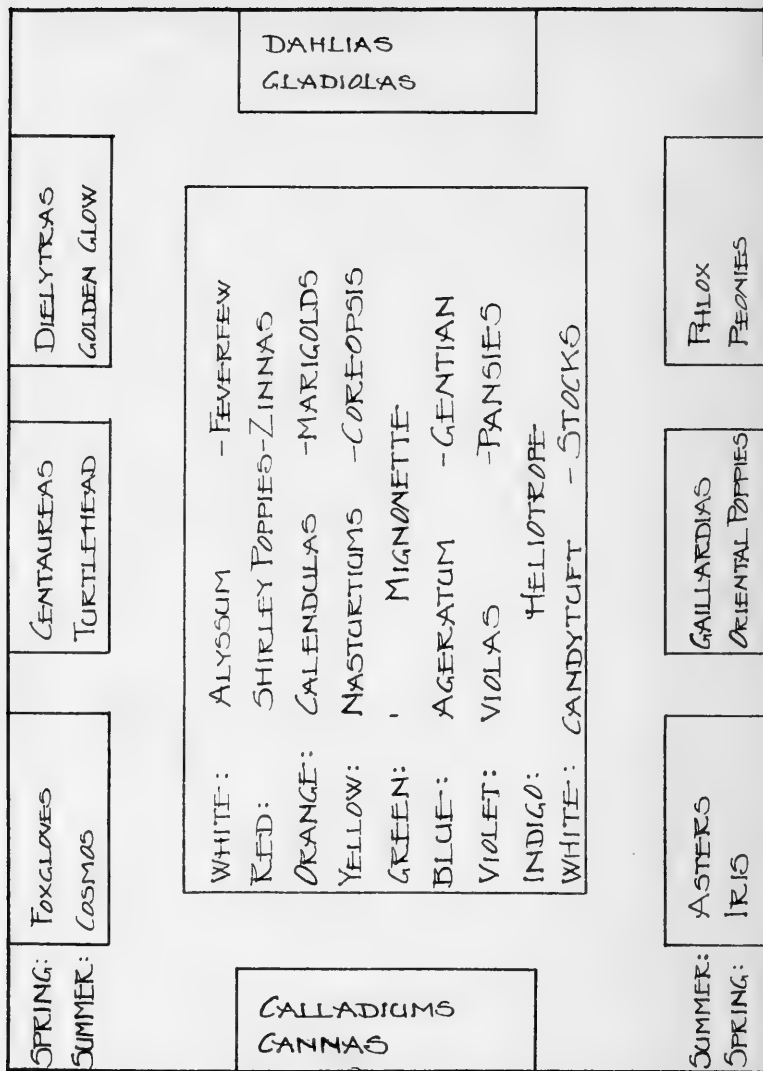 DAHLIAS
GLADIOLAS
SPRING: FOXGLOVES
SUMMER: COSMOS
CENTAUREAS
TURTLEHEAD
DIELYTRAS
GOLDEN GLOW
WHITE: ALYSSUM -FEVERFEW
RED: SHIRLEY POPPIES-ZINNAS
ORANGE: CALENDULAS -MARIGOLDS
YELLOW: NASTURTIUMS -COREOPSIS
GREEN: MIGNONETTE
BLUE: AGERATUM -GENTIAN
VIOLET: VIOLAS -PANSIES
INDIGO: HELIOTROPE
WHITE: CANDYTUFT - STOCKS
SUMMER: ASTERS
SPRING: IRIS
GAILLARDIAS
ORIENTAL POPPIES
PHLOX
PEONIES
CALLADIUMS
CANNAS